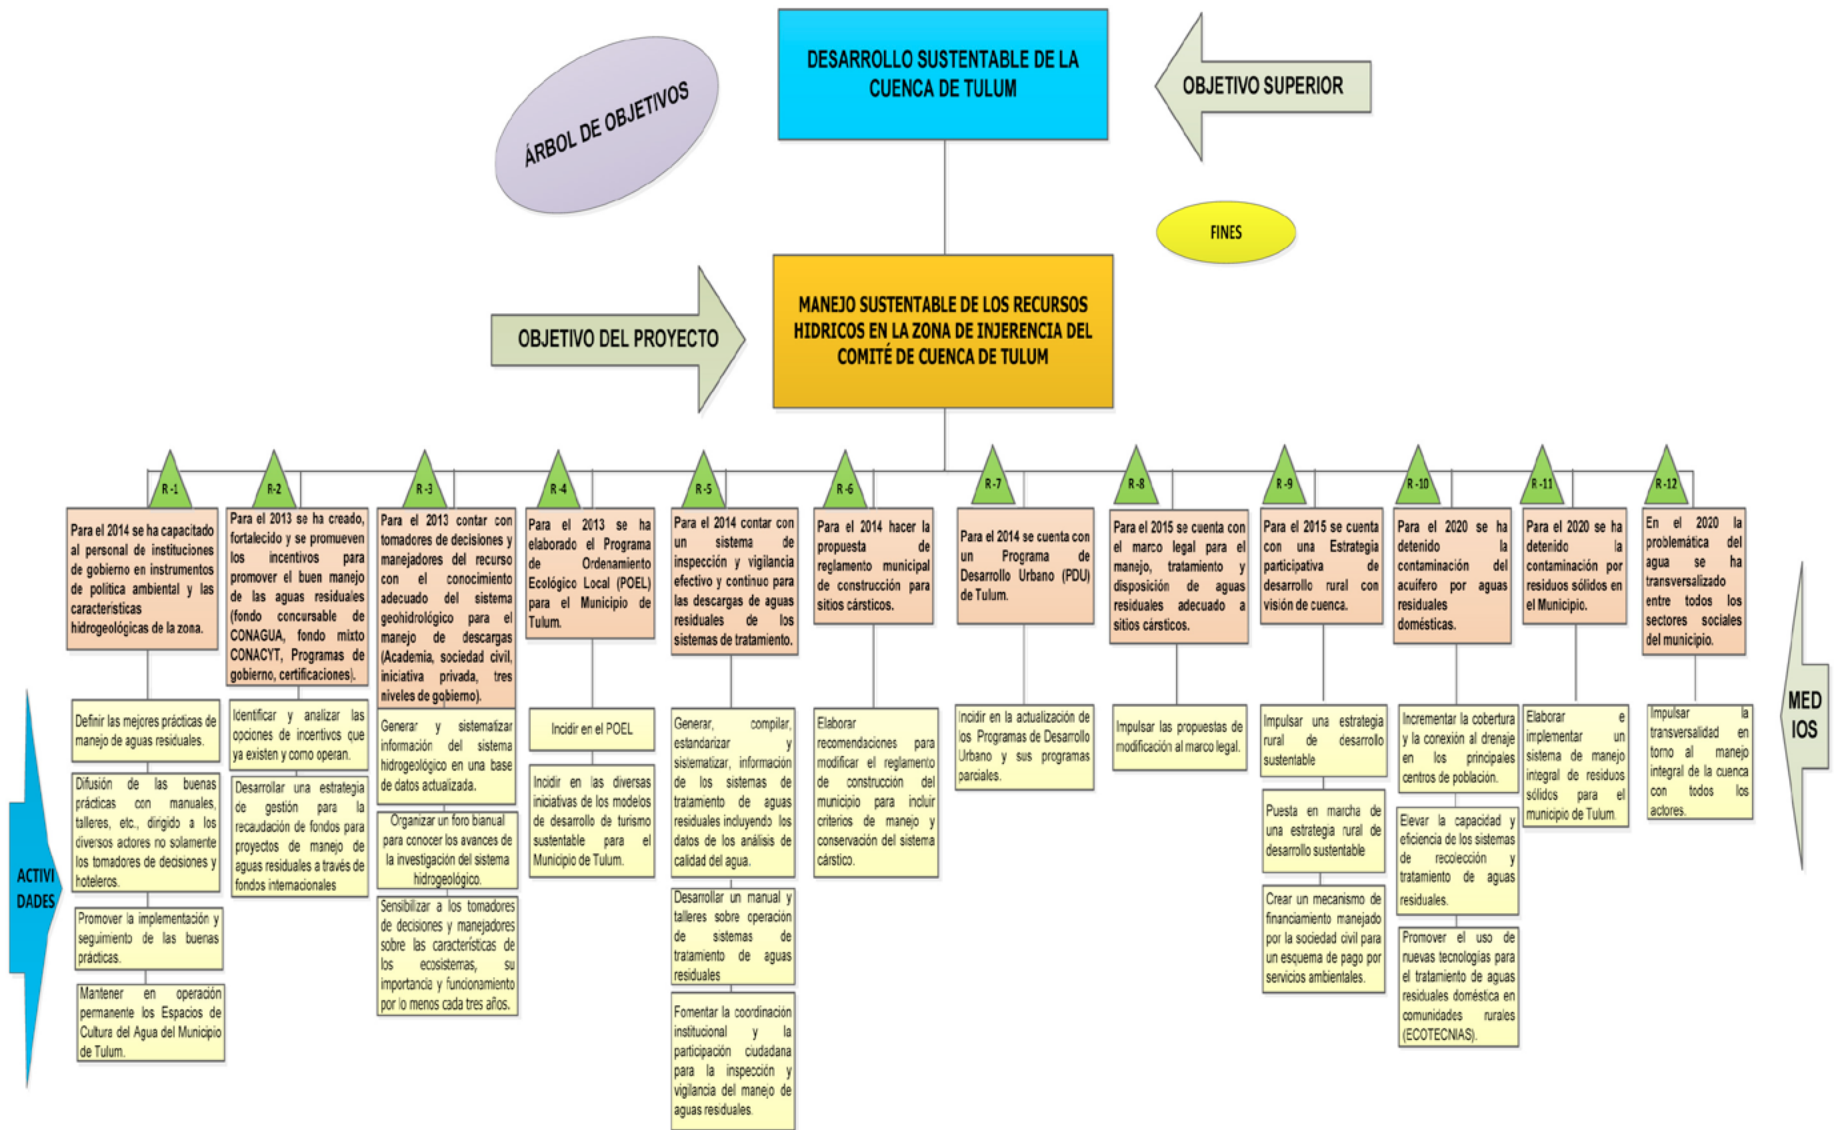 DESARROLLO SUSTENTABLE DE LA
CUENCA DE TULUM
OBJETIVO SUPERIOR
ÁRBOL DE OBJETIVOS
FINES
MANEJO SUSTENTABLE DE LOS RECURSOS
HIDRICOS EN LA ZONA DE INJERENCIA DEL
COMITÉ DE CUENCA DE TULUM
OBJETIVO DEL PROYECTO
R -1
Para el 2014 se ha capacitado
al personal de instituciones
de gobierno en instrumentos
de política ambiental y las
características
hidrogeológicas de la zona.
Definir las mejores prácticas de
manejo de aguas residuales.
Difusión de las buenas
prácticas con manuales,
talleres, etc., dirigido a los
diversos actores no solamente
los tomadores de decisiones y
hoteleros.
Promover la implementación y
seguimiento de las buenas
prácticas.
Mantener en operación
permanente los Espacios de
Cultura del Agua del Municipio
de Tulum.
R-2
Para el 2013 se ha creado,
fortalecido y se promueven
los incentivos para
promover el buen manejo
de las aguas residuales
(fondo concursable de
CONAGUA, fondo mixto
CONACYT, Programas de
gobierno, certificaciones).
Identificar y analizar las
opciones de incentivos que
ya existen y como operan.
Desarrollar una estrategia
de gestión para la
recaudación de fondos para
proyectos de manejo de
aguas residuales a través de
fondos internacionales
R -3
Para el 2013 contar con
tomadores de decisiones y
manejadores del recurso
con el conocimiento
adecuado del sistema
geohidrológico para el
manejo de descargas
(Academia, sociedad civil,
iniciativa privada, tres
niveles de gobierno).
Generar y sistematizar
información del sistema
hidrogeológico en una base
de datos actualizada.
Organizar un foro bianual
para conocer los avances de
la investigación del sistema
hidrogeológico.
Sensibilizar a los tomadores
de decisiones y manejadores
sobre las características de
los ecosistemas, su
importancia y funcionamiento
por lo menos cada tres años.
R -4
Para el 2013 se ha
elaborado el Programa
de Ordenamiento
Ecológico Local (POEL)
para el Municipio de
Tulum.
Incidir en el POEL
Incidir en las diversas
iniciativas de los modelos
de desarrollo de turismo
sustentable para el
Municipio de Tulum.
R -5
Para el 2014 contar con
un sistema de
inspección y vigilancia
efectivo y continuo para
las descargas de aguas
residuales de los
sistemas de tratamiento.
Generar, compilar,
estandarizar y
sistematizar, información
de los sistemas de
tratamiento de aguas
residuales incluyendo los
datos de los análisis de
calidad del agua.
Desarrollar un manual y
talleres sobre operación
de sistemas de
tratamiento de aguas
residuales
Fomentar la coordinación
institucional y la
participación ciudadana
para la inspección y
vigilancia del manejo de
aguas residuales.
R -6
Para el 2014 hacer la
propuesta de
reglamento municipal
de construcción para
sitios cársticos.
Elaborar
recomendaciones para
modificar el reglamento
de construcción del
municipio para incluir
criterios de manejo y
conservación del sistema
cárstico.
R -7
Para el 2014 se cuenta con
un Programa de
Desarrollo Urbano (PDU)
de Tulum.
Incidir en la actualización de
los Programas de Desarrollo
Urbano y sus programas
parciales.
R -8
Para el 2015 se cuenta con
el marco legal para el
manejo, tratamiento y
disposición de aguas
residuales adecuado a
sitios cársticos.
Impulsar las propuestas de
modificación al marco legal.
R -9
Para el 2015 se cuenta
con una Estrategia
participativa de
desarrollo rural con
visión de cuenca.
Impulsar una estrategia
rural de desarrollo
sustentable
Puesta en marcha de
una estrategia rural de
desarrollo sustentable
Crear un mecanismo de
financiamiento manejado
por la sociedad civil para
un esquema de pago por
servicios ambientales.
R -10
Para el 2020 se ha
detenido la
contaminación del
acuífero por aguas
residuales
domésticas.
Incrementar la cobertura
y la conexión al drenaje
en los principales
centros de población.
Elevar la capacidad y
eficiencia de los sistemas
de recolección y
tratamiento de aguas
residuales.
Promover el uso de
nuevas tecnologías para
el tratamiento de aguas
residuales doméstica en
comunidades rurales
(ECOTECNIAS).
R -11
Para el 2020 se ha
detenido la
contaminación por
residuos sólidos en
el Municipio.
Elaborar e
implementar un
sistema de manejo
integral de residuos
sólidos para el
municipio de Tulum.
R -12
En el 2020 la
problemática del
agua se ha
transversalizado
entre todos los
sectores sociales
del municipio.
Impulsar la
transversalidad en
torno al manejo
integral de la cuenca
con todos los
actores.
MED
IOS
ACTIVI
DADES